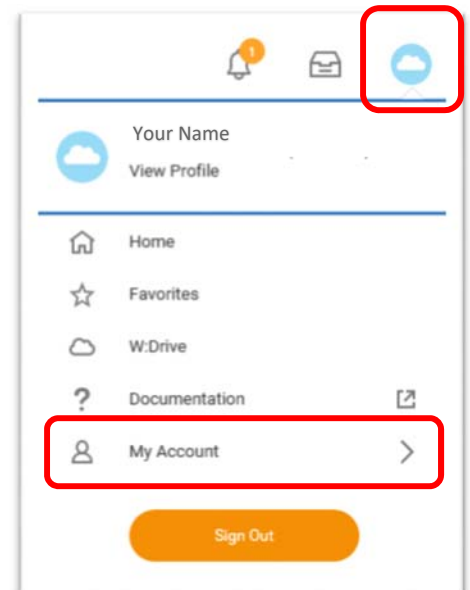 1
Your Name
View Profile
Home
Favorites
W:Drive
? Documentation
My Account
Sign Out